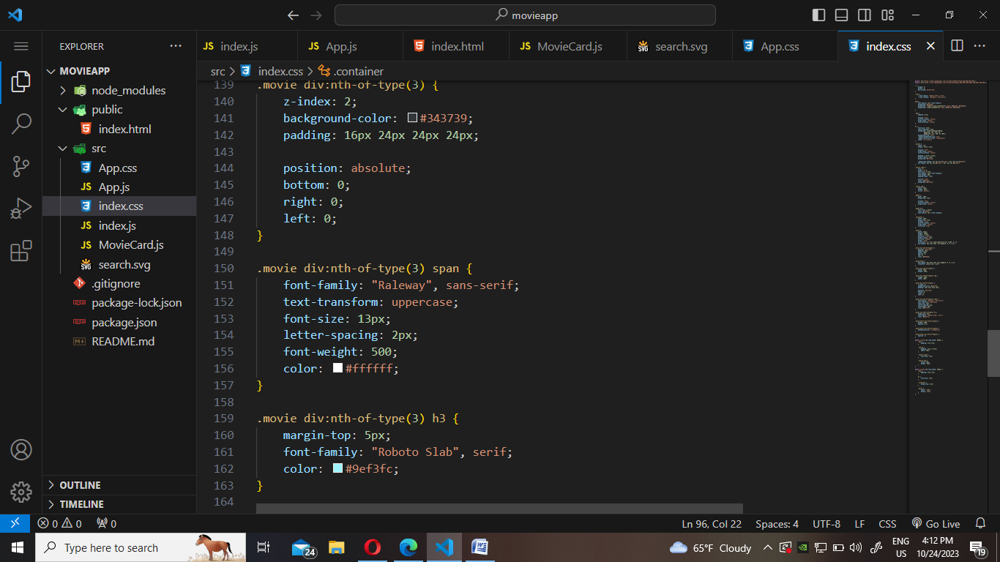 movieapp
EXPLORER
MOVIEAPP
node_modules
public
index.html
src
App.css
JS App.js
index.css
JS index.js
JS MovieCard.js
search.svg
.gitignore
package-lock.json
package.json
README.md
OUTLINE
TIMELINE
JS index.js
JS App.js
index.html
JS MovieCard.js
search.svg
App.css
index.css
src > index.css > .container
139 .movie div:nth-of-type(3) {
140 z-index: 2;
141 background-color: #343739;
142 padding: 16px 24px 24px 24px;
143
144 position: absolute;
145 bottom: 0;
146 right: 0;
147 left: 0;
148 }
149
150 .movie div:nth-of-type(3) span {
151 font-family: "Raleway", sans-serif;
152 text-transform: uppercase;
153 font-size: 13px;
154 letter-spacing: 2px;
155 font-weight: 500;
156 color: #ffffff;
157 }
158
159 .movie div:nth-of-type(3) h3 {
160 margin-top: 5px;
161 font-family: "Roboto Slab", serif;
162 color: #9ef3fc;
163 }
164
0 0 0
Ln 96, Col 22 Spaces: 4 UTF-8 LF CSS Go Live
Type here to search
24
65°F Cloudy
ENG
US
4:12 PM
10/24/2023
19